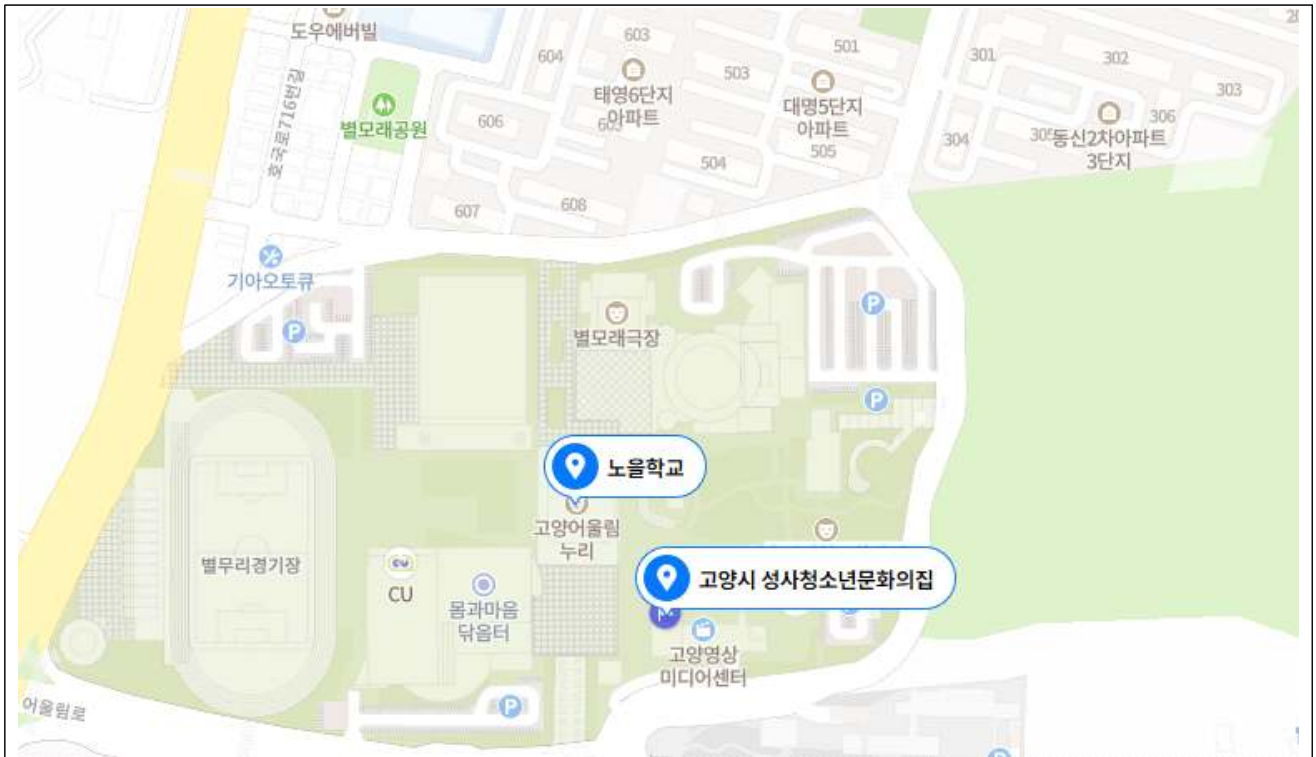 도우에버빌
603
501
301
302
303
604
503
태영6단지
아파트
대명5단지
아파트
별모래공원
호국로716번길
606
306
304
동신2차아파트
3단지
504
505
607
608
기아오토큐
P
P
별모래극장
P
노을학교
고양어울림
누리
별무리경기장
CU
CU
몸과마음
닦음터
고양시 성사청소년문화의집
고양영상
미디어센터
어울림로
P